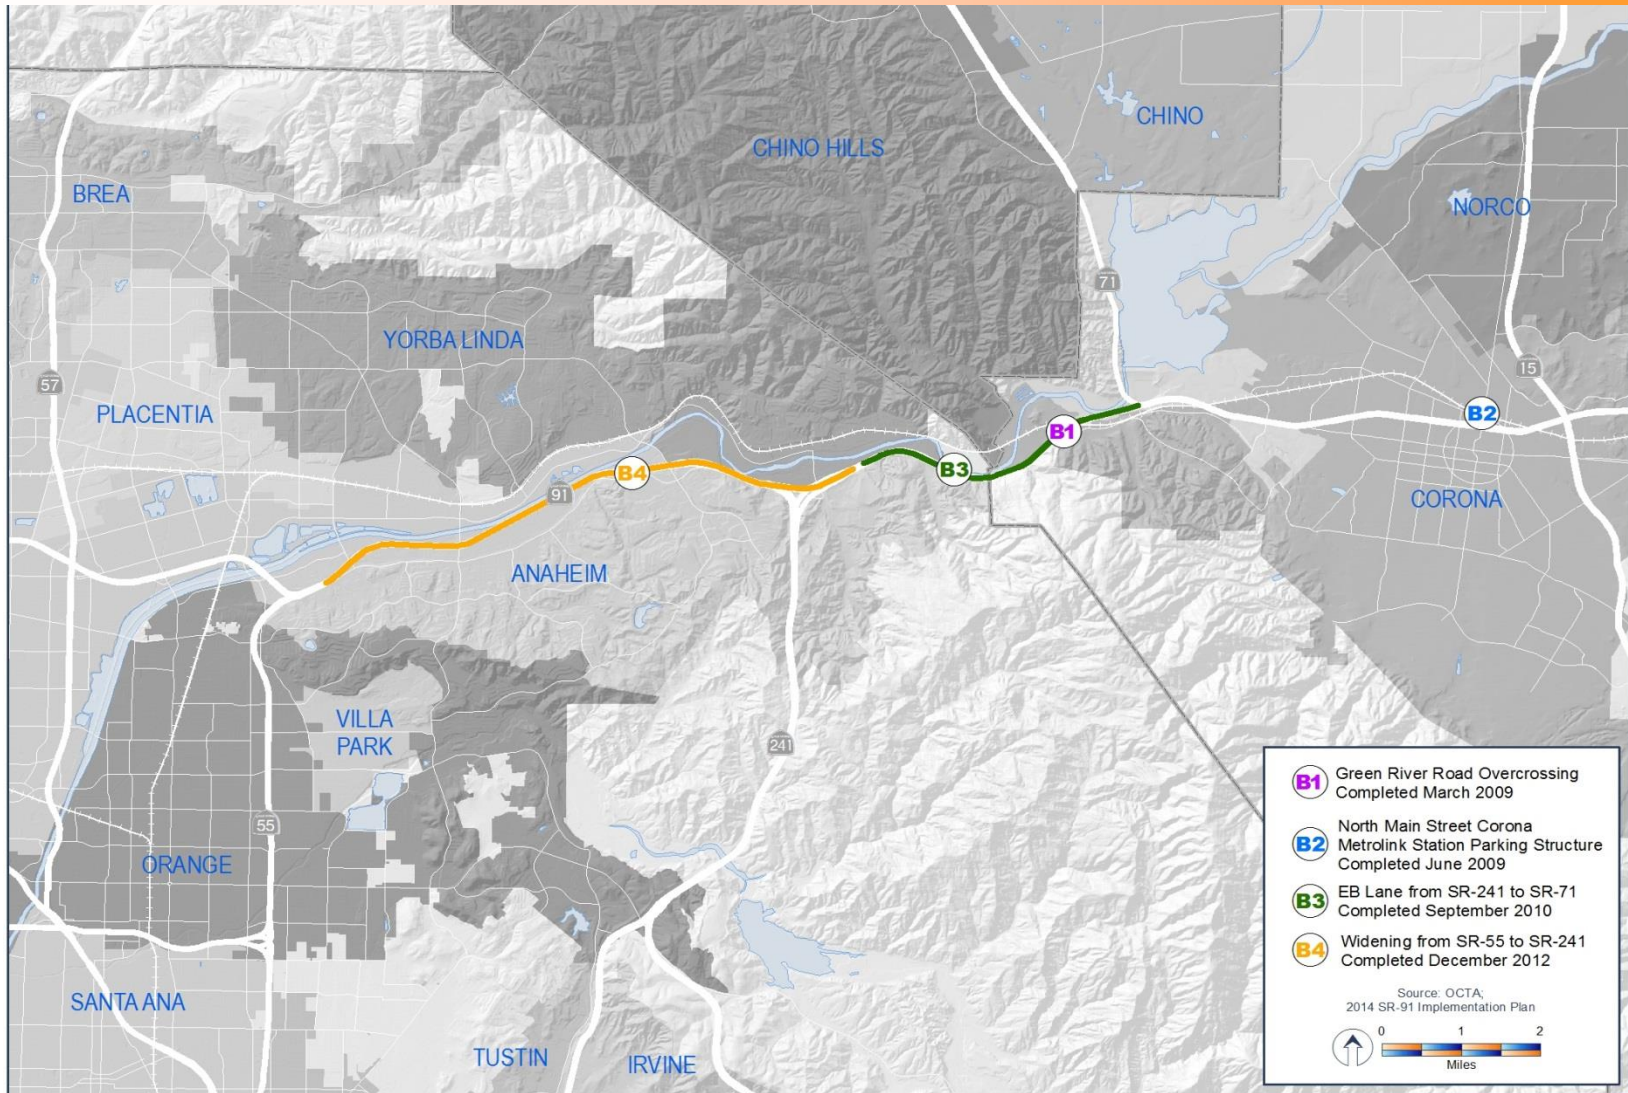 CHINO
CHINO HILLS
BREA
NORCO
71
YORBA LINDA
15
57
PLACENTIA
B2
B1
B3
B4
91
CORONA
ANAHEIM
VILLA
PARK
241
55
ORANGE
SANTA ANA
TUSTIN
IRVINE
B1 Green River Road Overcrossing
Completed March 2009
North Main Street Corona
B2 Metrolink Station Parking Structure
Completed June 2009
B3 EB Lane from SR-241 to SR-71
Completed September 2010
B4 Widening from SR-55 to SR-241
Completed December 2012
Source: OCTA;
2014 SR-91 Implementation Plan
0 1 2
Miles